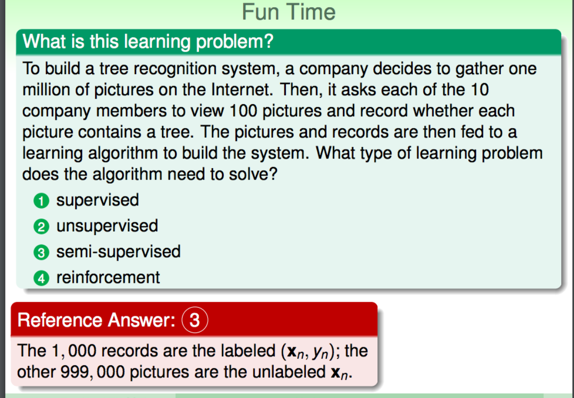 Fun Time
What is this learning problem?
To build a tree recognition system, a company decides to gather one
million of pictures on the Internet. Then, it asks each of the 10
company members to view 100 pictures and record whether each
picture contains a tree. The pictures and records are then fed to a
learning algorithm to build the system. What type of learning problem
does the algorithm need to solve?
1 supervised
2 unsupervised
3 semi-supervised
4 reinforcement
Reference Answer: 3
The 1, 000 records are the labeled (xₙ, yₙ); the
other 999, 000 pictures are the unlabeled xₙ.